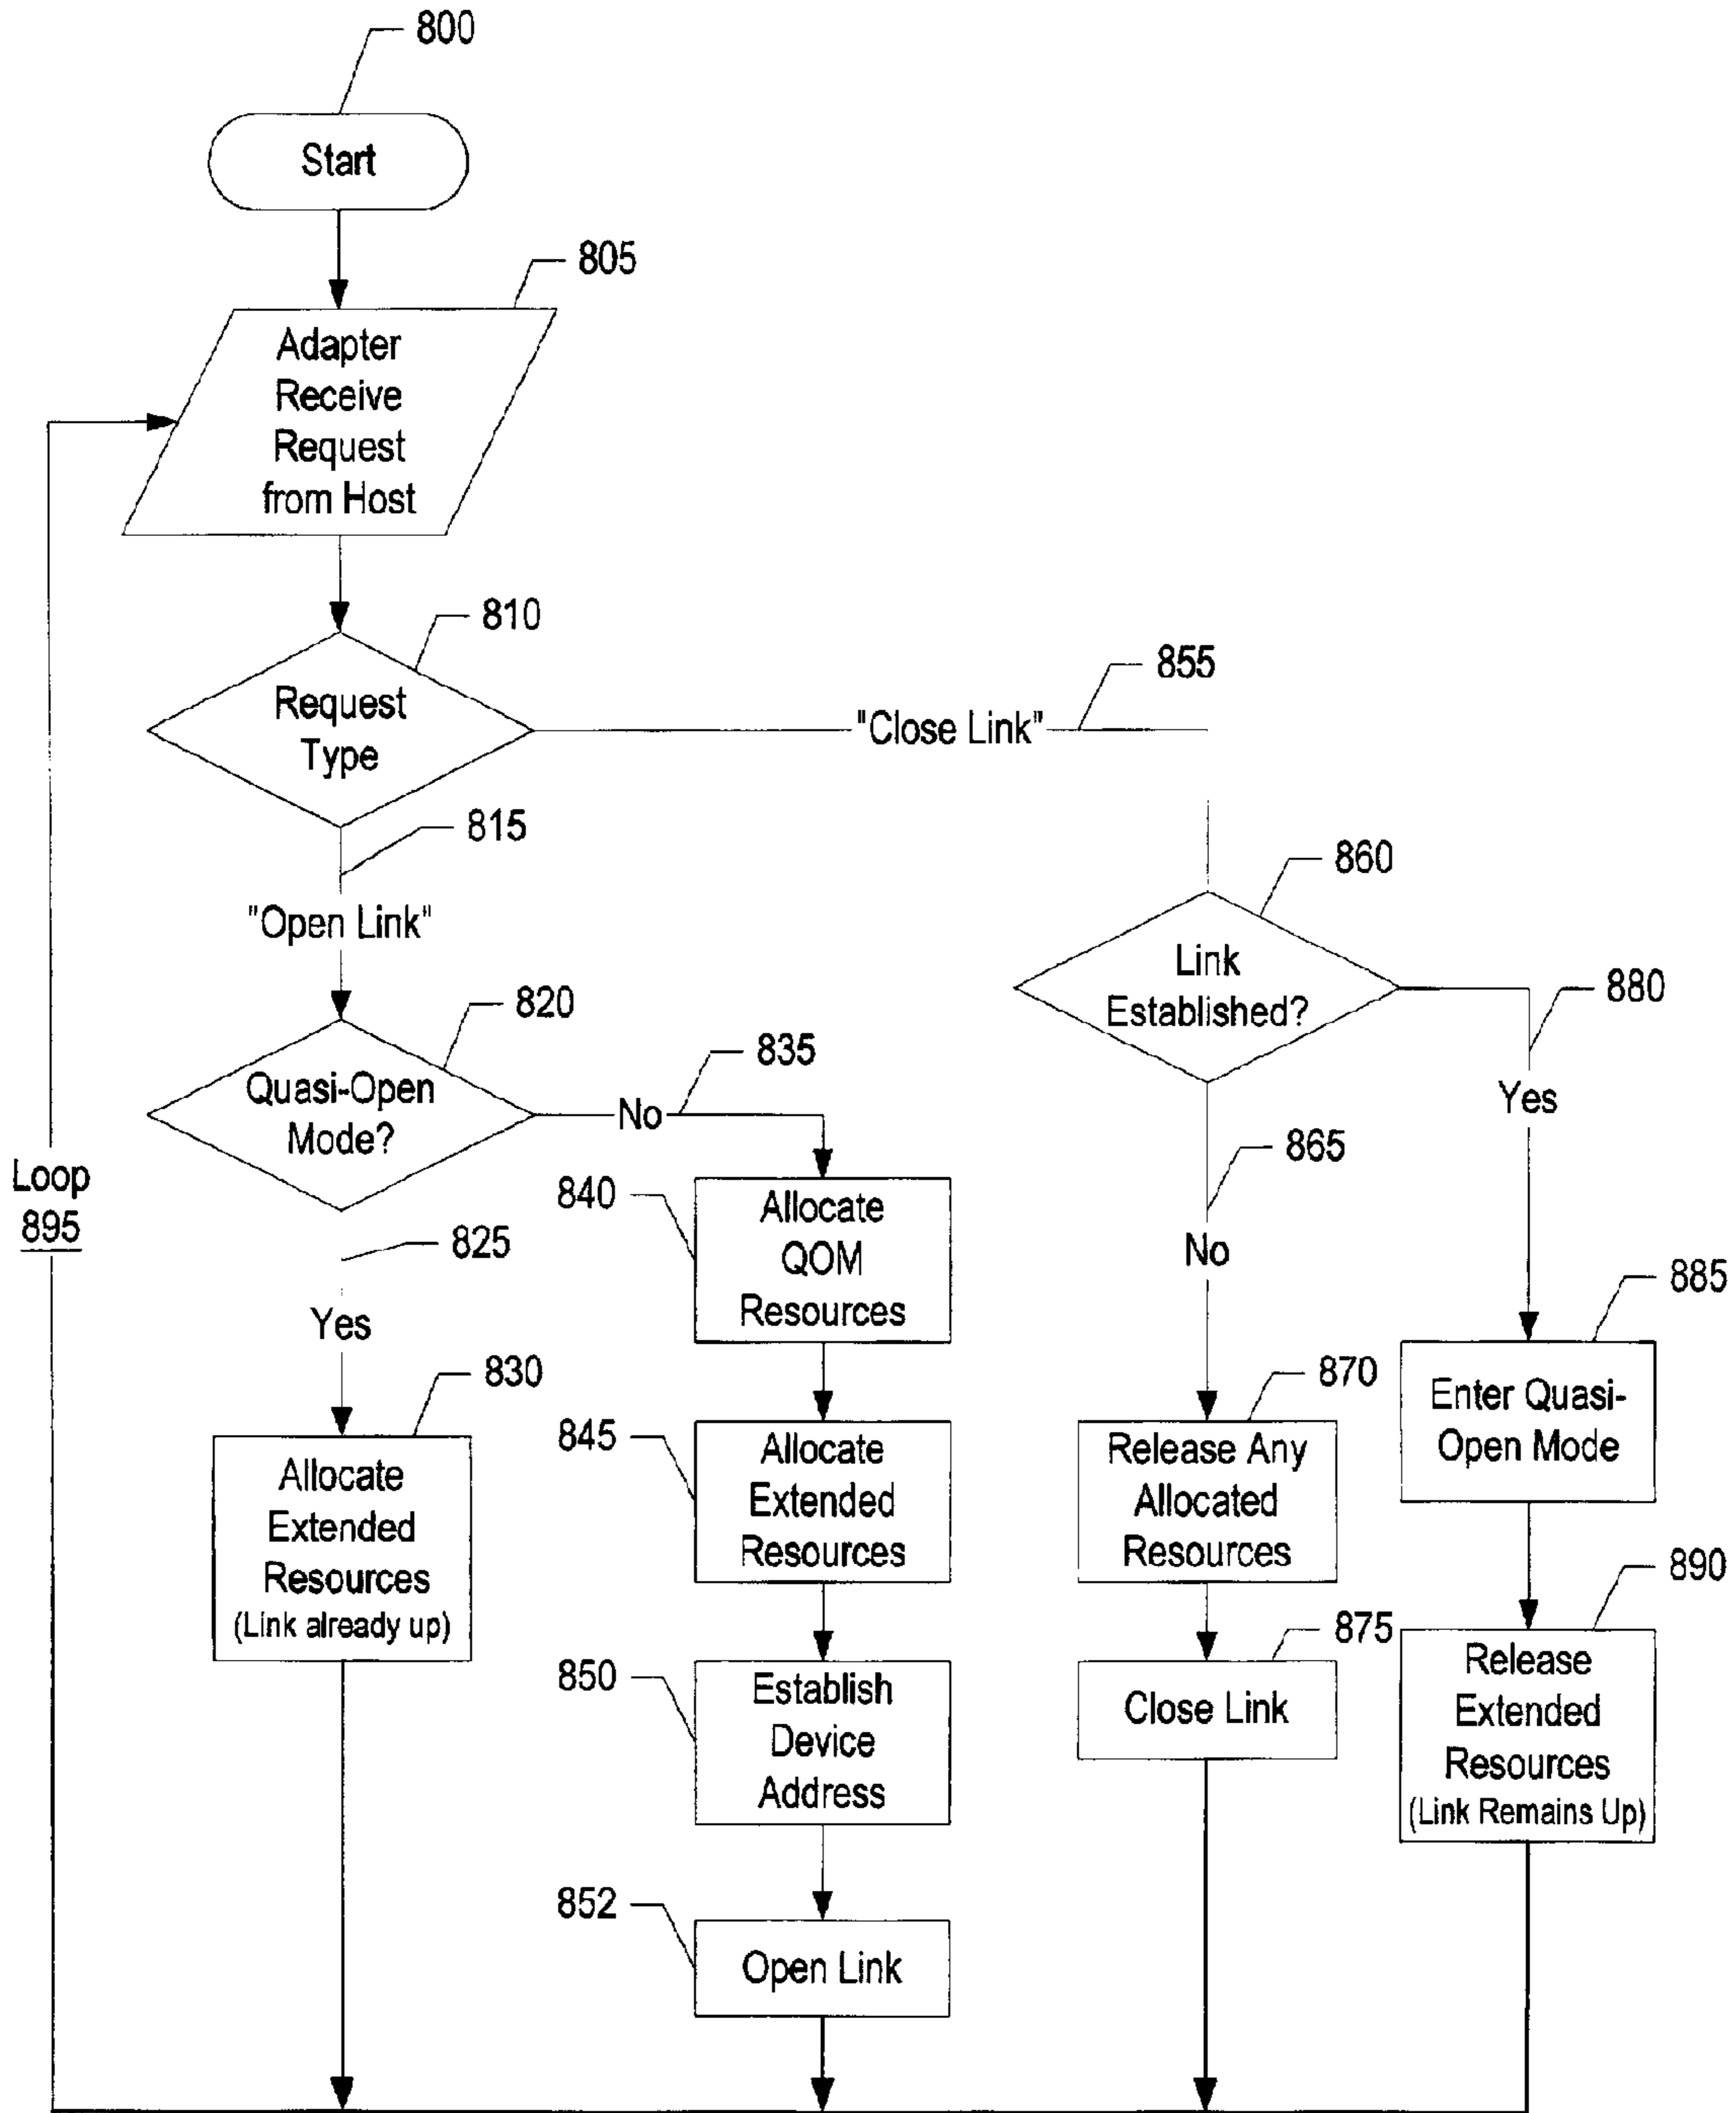 800
Start
805
Adapter
Receive
Request
from Host
810
Request
Type
855
"Close Link"
815
"Open Link"
860
Link
Established?
880
Yes
820
Quasi-Open
Mode?
835
No
865
No
Loop
895
825
Yes
840
Allocate
QOM
Resources
885
Enter Quasi-
Open Mode
830
Allocate
Extended
Resources
(Link already up)
845
Allocate
Extended
Resources
870
Release Any
Allocated
Resources
890
Release
Extended
Resources
(Link Remains Up)
850
Establish
Device
Address
875
Close Link
852
Open Link